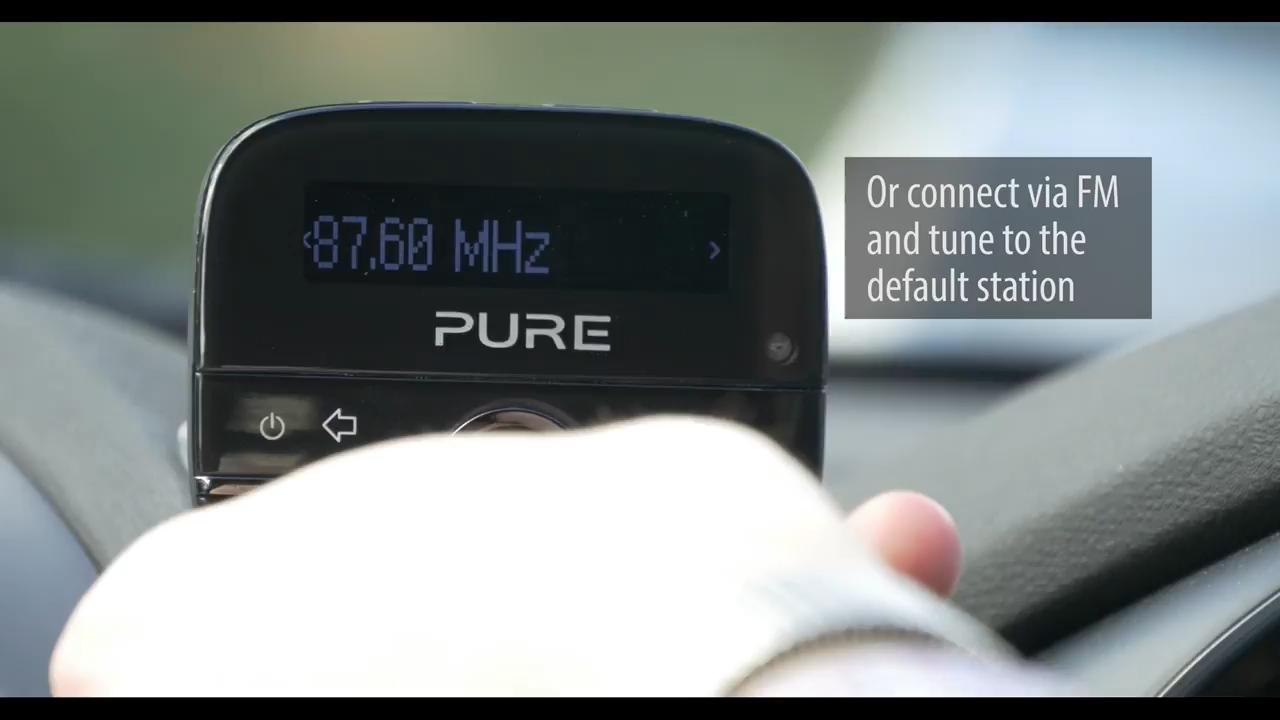 <87.60 MHz >
PURE
Or connect via FM
and tune to the
default station